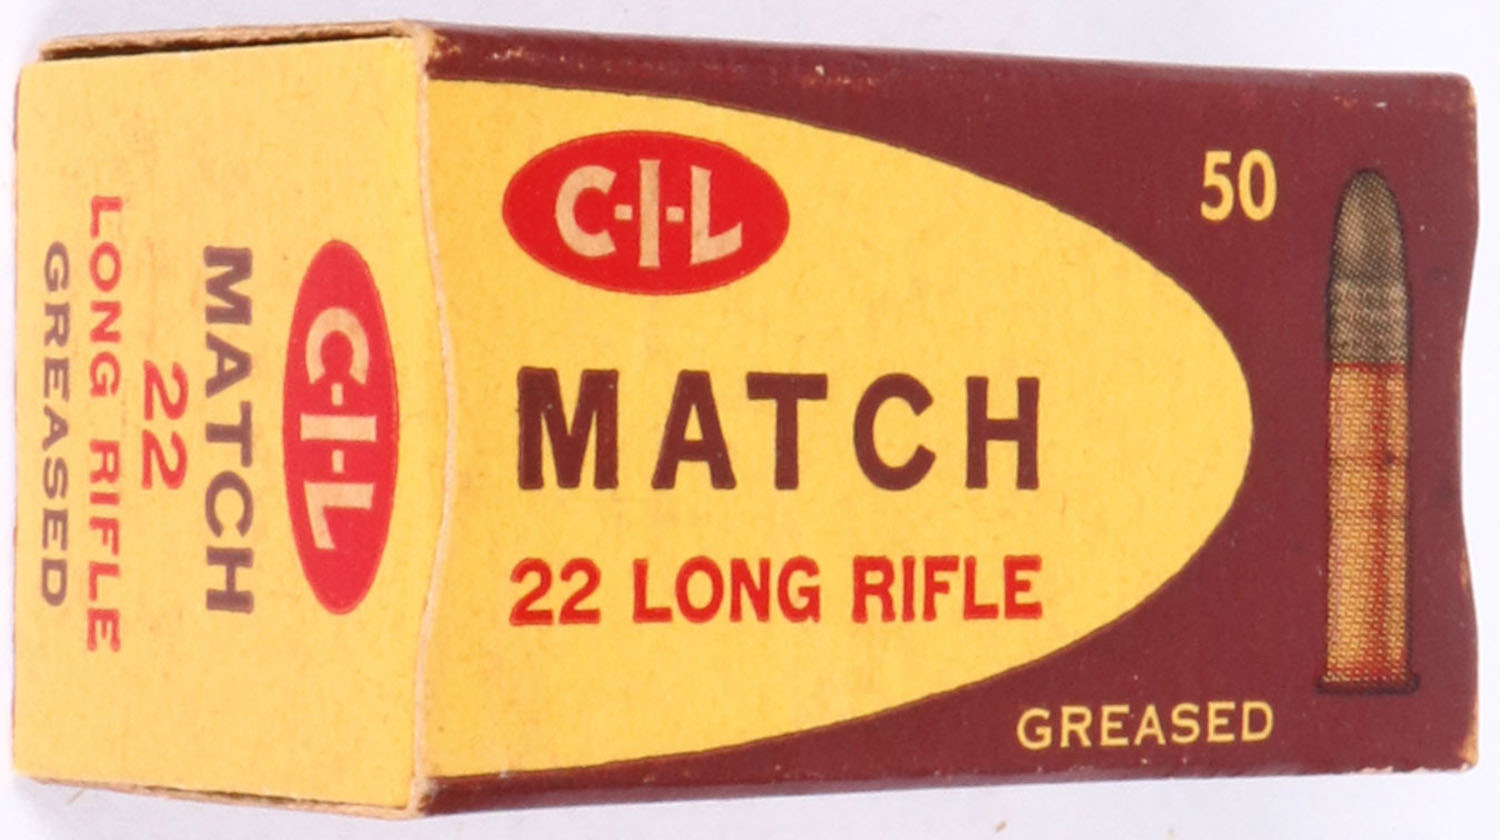 C-I-L
MATCH
22
LONG RIFLE
GREASED
C-I-L
50
MATCH
22 LONG RIFLE
GREASED